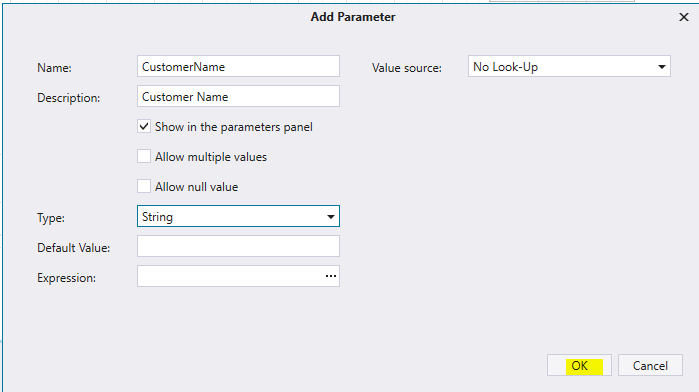 Add Parameter
Name: CustomerName Value source: No Look-Up
Description: Customer Name
Show in the parameters panel
Allow multiple values
Allow null value
Type: String
Default Value:
Expression: ...
OK Cancel